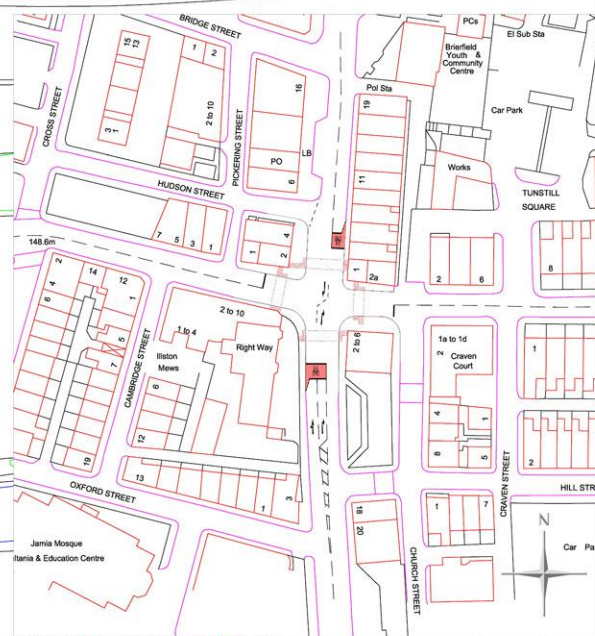 BRIDGE STREET
PCs
El Sub Sta
Brierfield
Youth &
Community
Centre
15
13
1
2
CROSS STREET
16
Pol Sta
19
Car Park
2 to 10
PICKERING STREET
3
1
PO
LB
6
11
Works
TUNSTILL
SQUARE
HUDSON STREET
7
5
3
1
4
1
2
148.6m
1
2a
2
6
8
2
14
12
4
6
1
5
7
19
CAMBRIDGE STREET
2 to 10
1 to 4
Illston
Mews
Right Way
2 to 6
1a to 1d
2
Craven
Court
1
6
12
4
1
8
5
2
13
3
1
OXFORD STREET
CRAVEN STREET
HILL STR
18
20
1
7
N
Jamia Mosque
ltania & Education Centre
CHURCH STREET
Car Pa